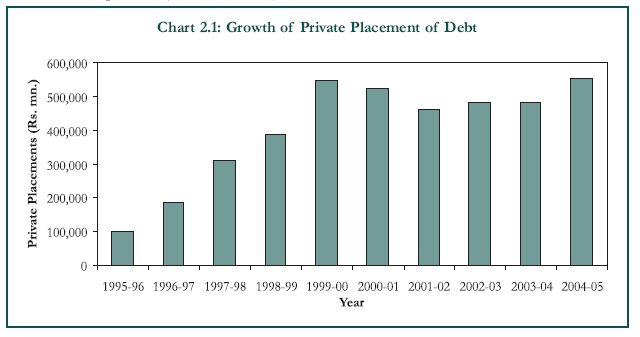 Chart 2.1: Growth of Private Placement of Debt
Private Placements (Rs. mn.)
600,000
500,000
400,000
300,000
200,000
100,000
0
1995-96 1996-97 1997-98 1998-99 1999-00 2000-01 2001-02 2002-03 2003-04 2004-05
Year